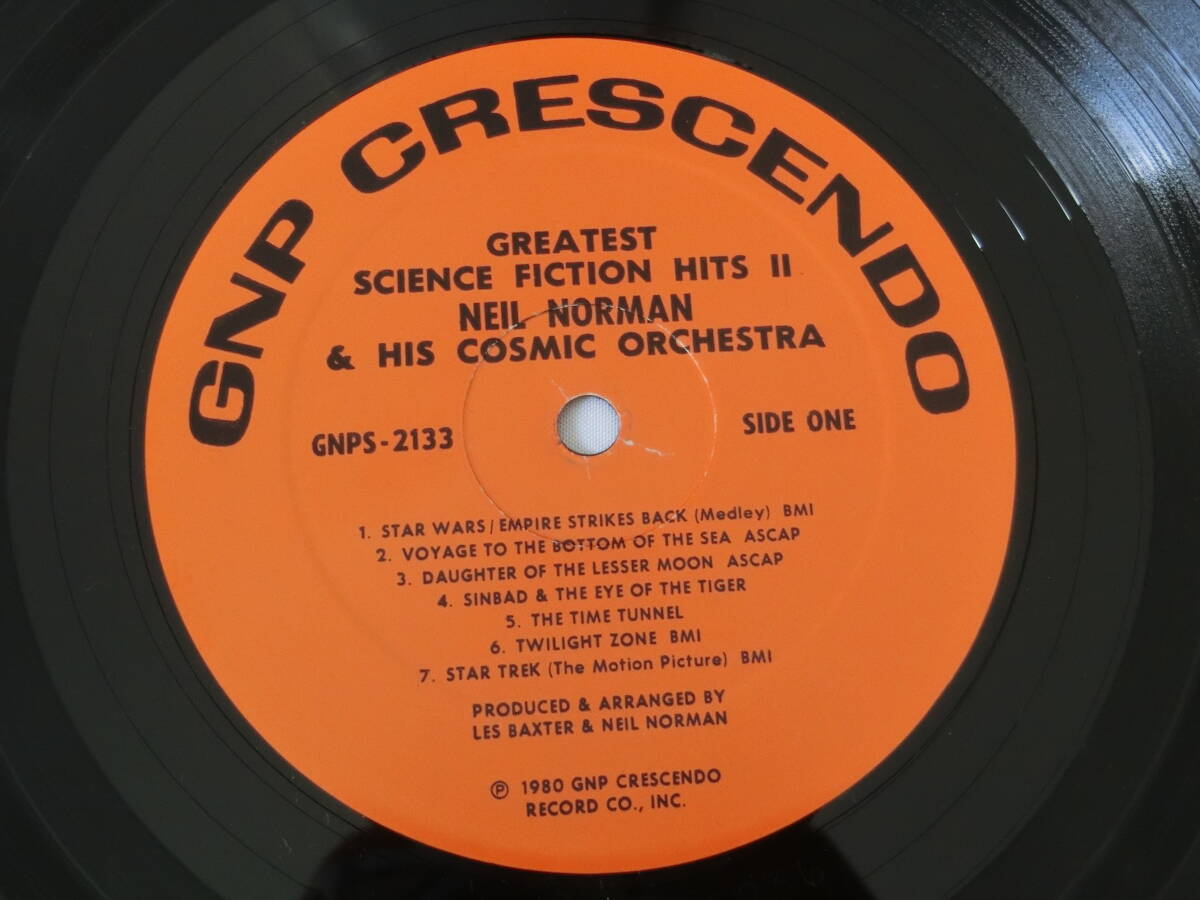 GNP CRESCENDO
GREATEST
SCIENCE FICTION HITS II
NEIL NORMAN
& HIS COSMIC ORCHESTRA
GNPS-2133
SIDE ONE
1. STAR WARS/EMPIRE STRIKES BACK (Medley) BMI
2. VOYAGE TO THE BOTTOM OF THE SEA ASCAP
3. DAUGHTER OF THE LESSER MOON ASCAP
4. SINBAD & THE EYE OF THE TIGER
5. THE TIME TUNNEL
6. TWILIGHT ZONE BMI
7. STAR TREK (The Motion Picture) BMI
PRODUCED & ARRANGED BY
LES BAXTER & NEIL NORMAN
℗ 1980 GNP CRESCENDO
RECORD CO., INC.